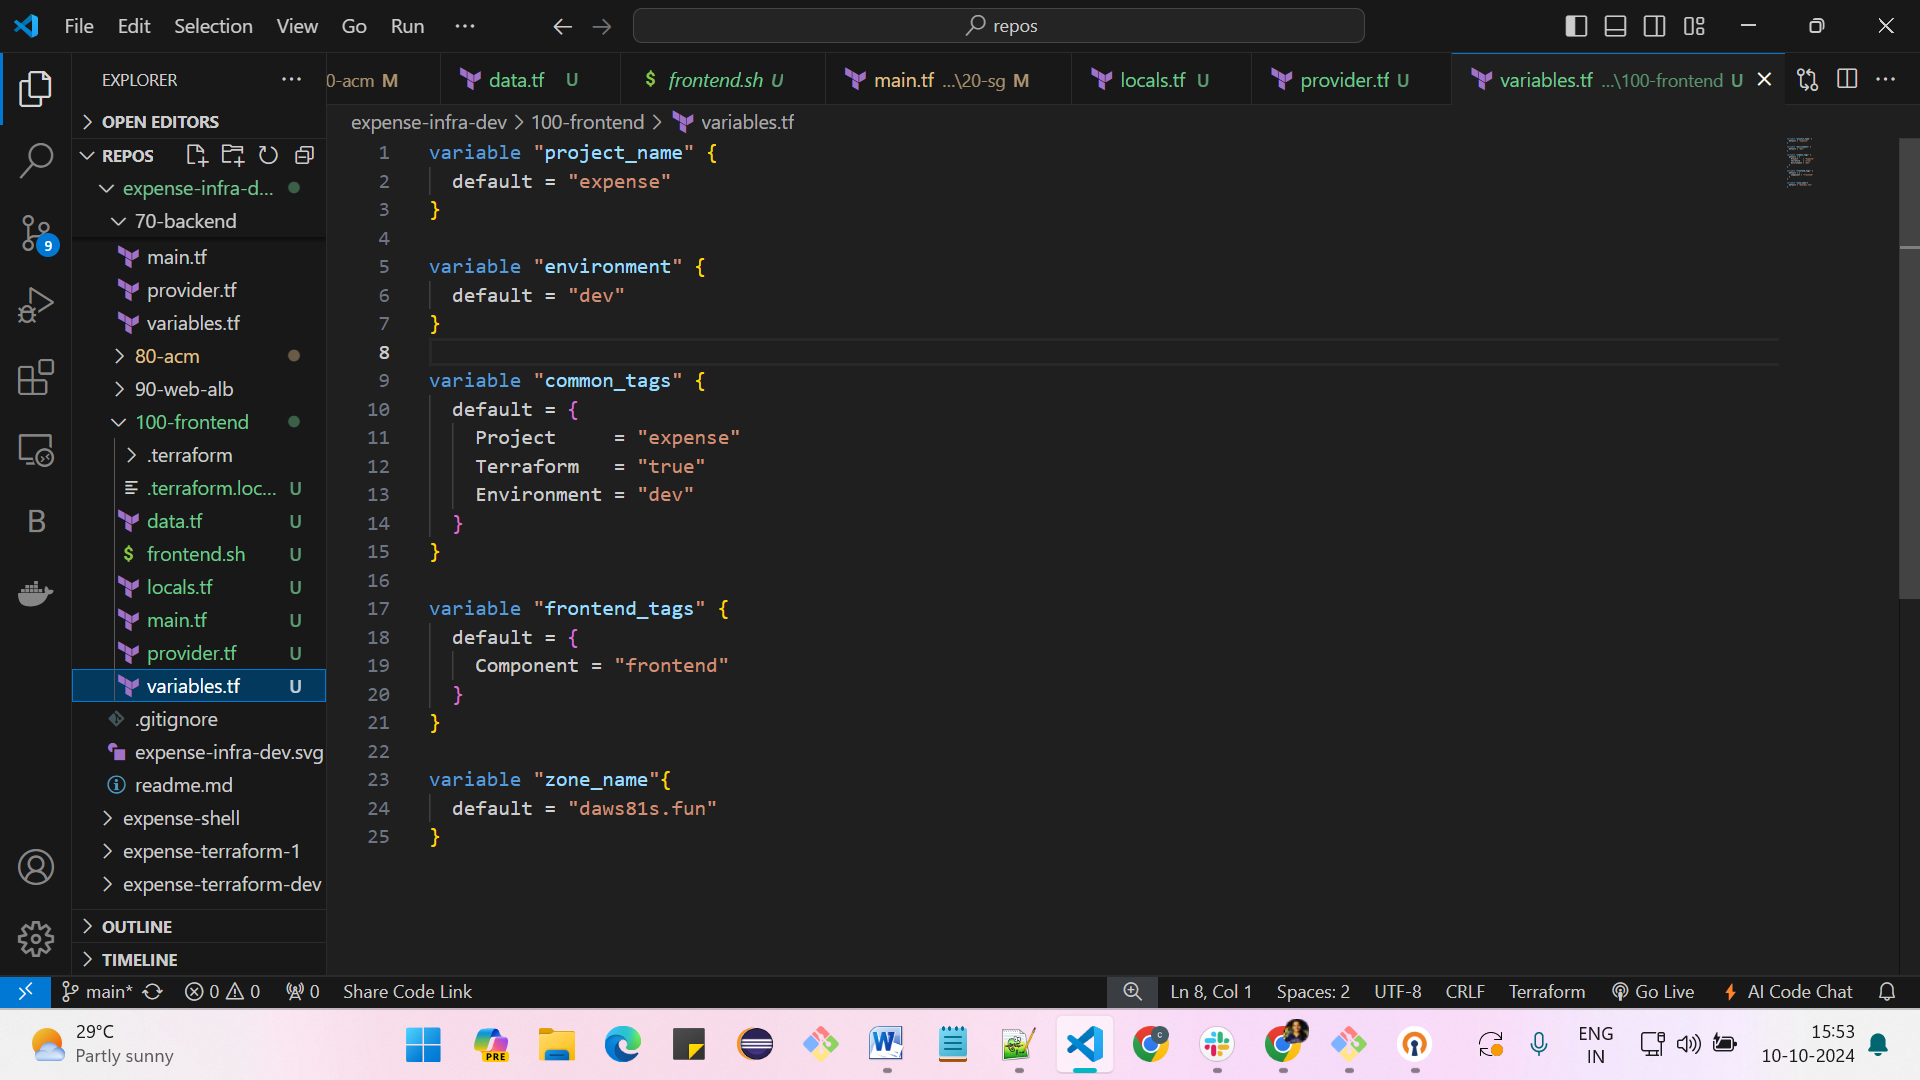 File Edit Selection View Go Run ···
repos
EXPLORER ···
0-acm M
data.tf U
$ frontend.sh U
main.tf ...\20-sg M
locals.tf U
provider.tf U
variables.tf ...\100-frontend U
OPEN EDITORS
REPOS
expense-infra-dev > 100-frontend > variables.tf
expense-infra-d...
70-backend
main.tf
provider.tf
variables.tf
80-acm
90-web-alb
100-frontend
.terraform
.terraform.loc... U
data.tf U
$ frontend.sh U
locals.tf U
main.tf U
provider.tf U
variables.tf U
.gitignore
expense-infra-dev.svg
readme.md
expense-shell
expense-terraform-1
expense-terraform-dev
OUTLINE
TIMELINE
9
B
1 variable "project_name" {
2 default = "expense"
3 }
4
5 variable "environment" {
6 default = "dev"
7 }
8
9 variable "common_tags" {
10 default = {
11 Project = "expense"
12 Terraform = "true"
13 Environment = "dev"
14 }
15 }
16
17 variable "frontend_tags" {
18 default = {
19 Component = "frontend"
20 }
21 }
22
23 variable "zone_name"{
24 default = "daws81s.fun"
25 }
main* 0 0 0 Share Code Link
Ln 8, Col 1 Spaces: 2 UTF-8 CRLF Terraform Go Live AI Code Chat
29°C
Partly sunny
PRE
C
ENG
IN
15:53
10-10-2024